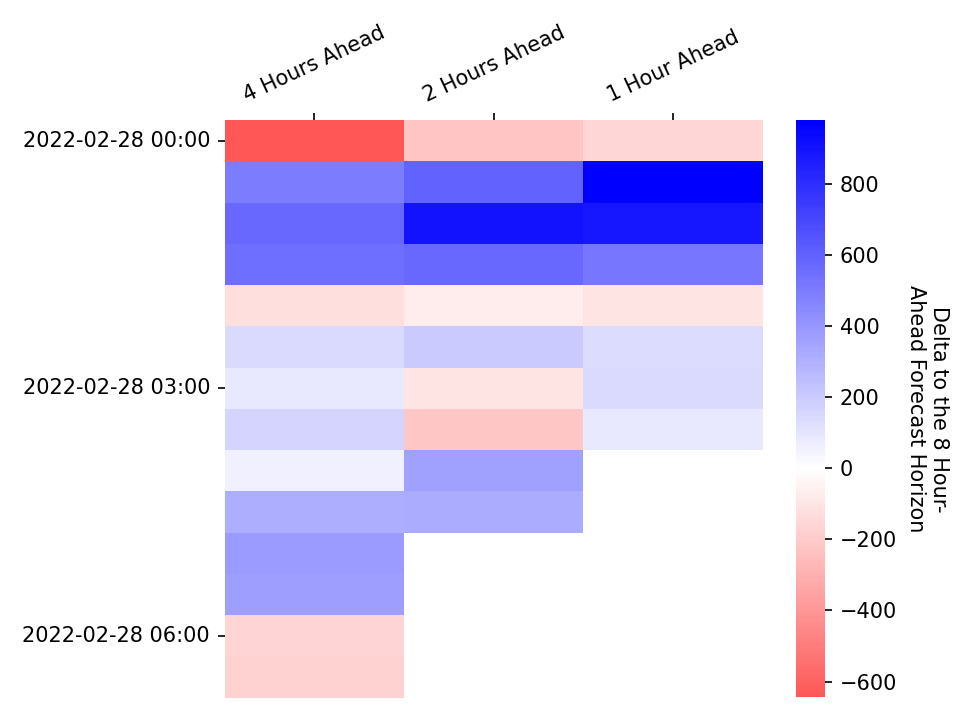 4 Hours Ahead
2 Hours Ahead
1 Hour Ahead
2022-02-28 00:00
2022-02-28 03:00
2022-02-28 06:00
800
600
400
200
0
−200
−400
−600
Delta to the 8 Hour-
Ahead Forecast Horizon